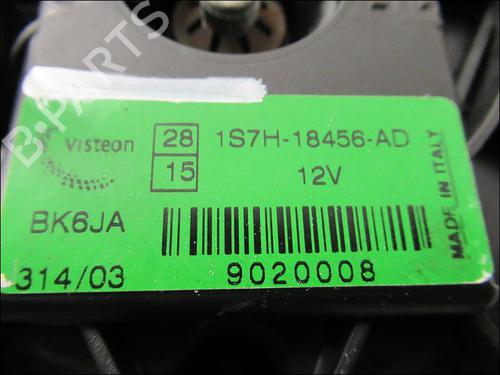 B-PARTS
Visteon
28
15
1S7H-18456-AD
12V
MADE IN ITALY
BK6JA
314/03
9020008